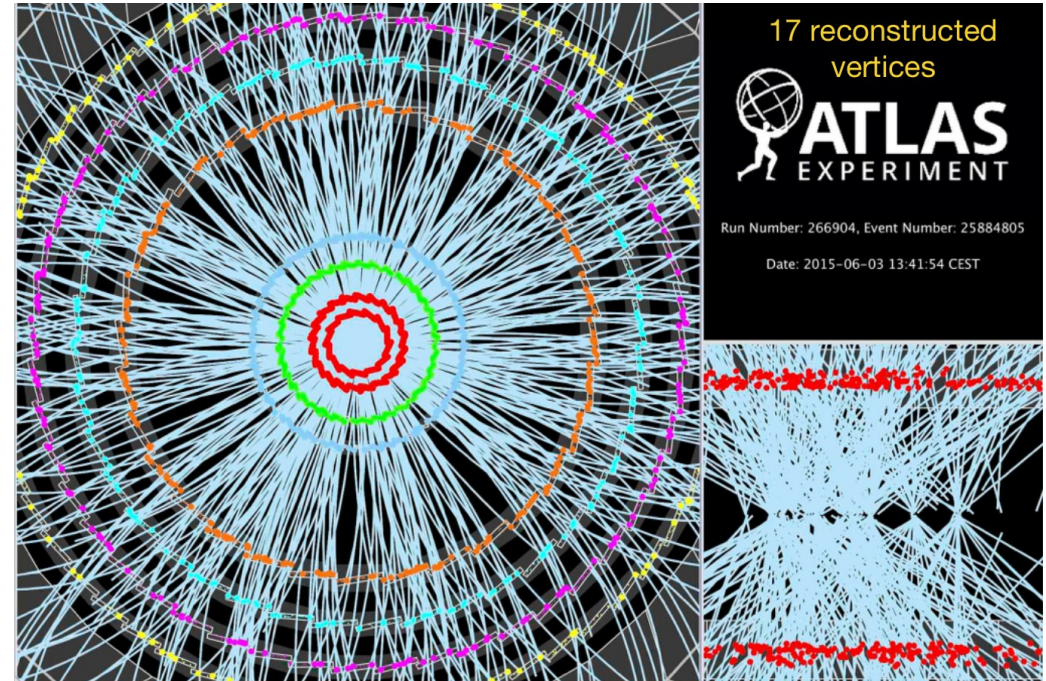 17 reconstructed
vertices
ATLAS
EXPERIMENT
Run Number: 266904, Event Number: 25884805
Date: 2015-06-03 13:41:54 CEST